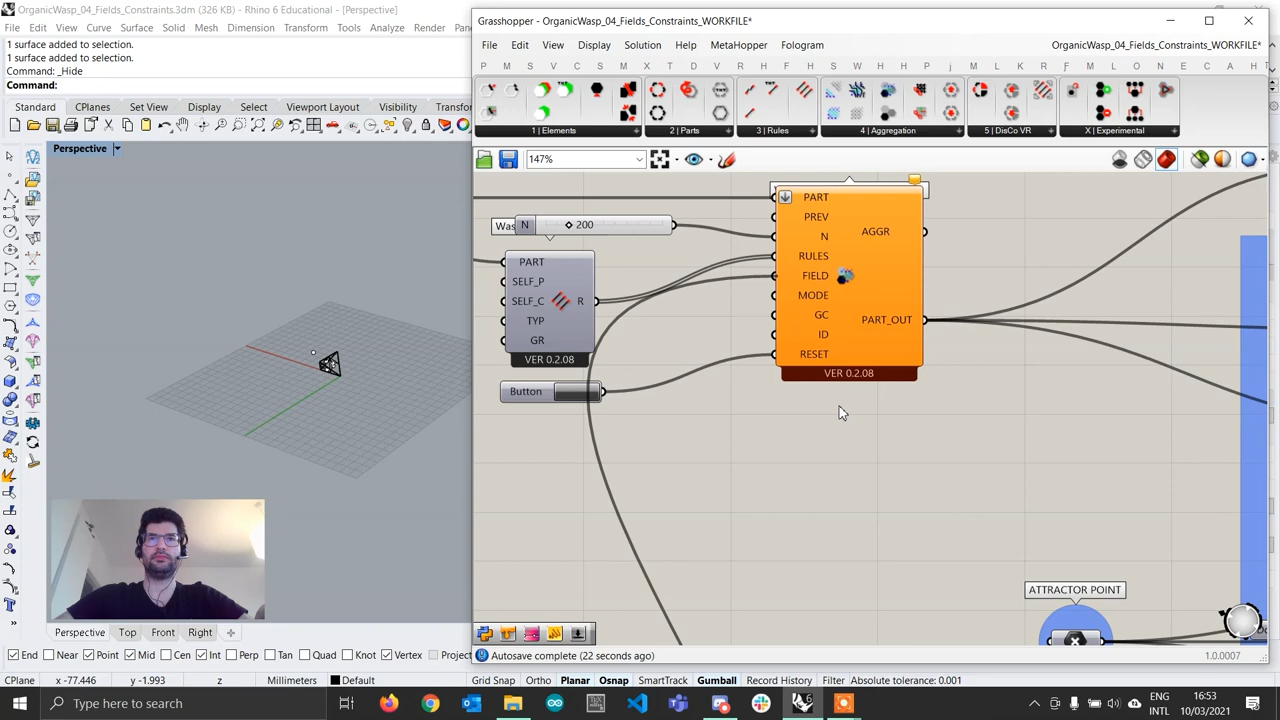 OrganicWasp_04_Fields_Constraints.3dm (326 KB) - Rhino 6 Educational - [Perspective]
File Edit View Curve Surface Solid Mesh Dimension Transform Tools Analyze Render
1 surface added to selection.
1 surface added to selection.
Command: _Hide
Command:
Standard CPlanes Set View Display Select Viewport Layout Visibility
Perspective
Grasshopper - OrganicWasp_04_Fields_Constraints_WORKFILE*
File Edit View Display Solution Help MetaHopper Fologram
OrganicWasp_04_Fields_Constraints_WORKFILE*
1 | Elements 2 | Parts 3 | Rules 4 | Aggregation 5 | DisCo VR X | Experimental
147%
N 200
PART
SELF_P
SELF_C R
TYP
GR
VER 0.2.08
Button
PART
PREV
N
RULES
FIELD
MODE
GC
ID
RESET
AGGR
PART_OUT
VER 0.2.08
ATTRACTOR POINT
Autosave complete (22 seconds ago)
1.0.0007
Perspective Top Front Right
End Near Point Mid Cen Int Perp Tan Quad Knot Vertex Project
CPlane x -77.446 y -1.993 z Millimeters Default Grid Snap Ortho Planar Osnap SmartTrack Gumball Record History Filter Absolute tolerance: 0.001
Type here to search
ENG
INTL
16:53
10/03/2021